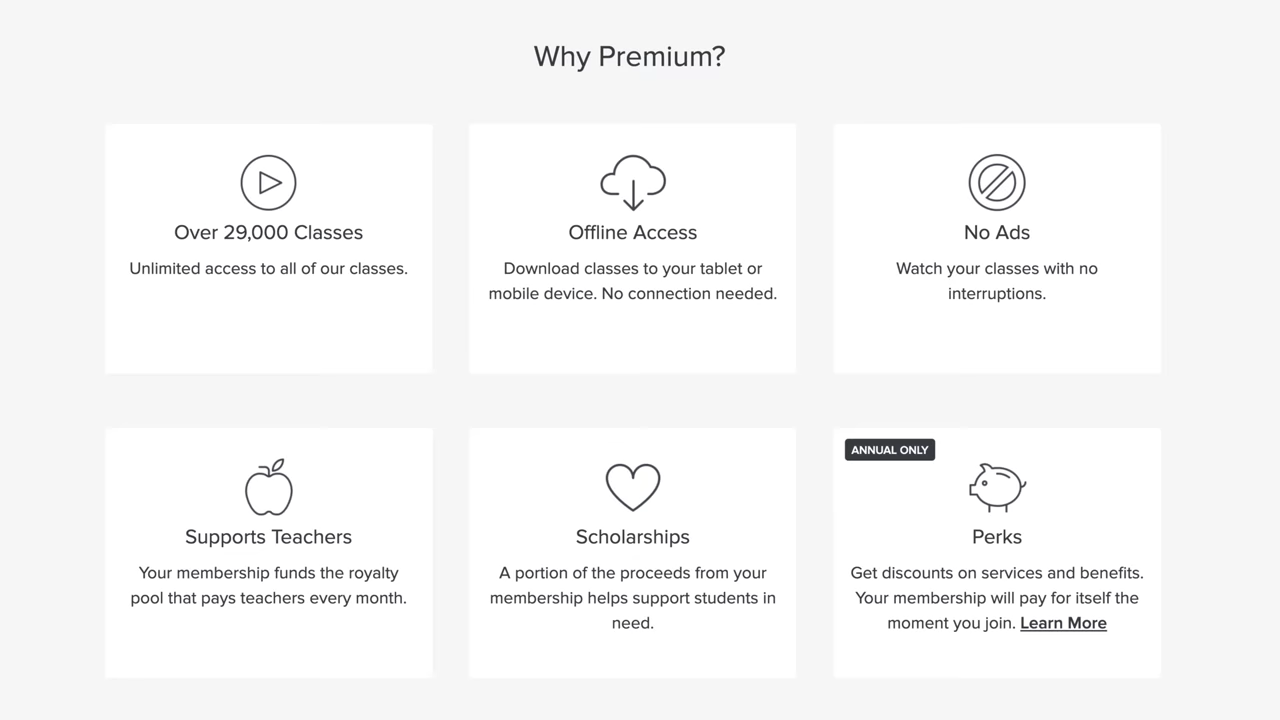 Why Premium?
Over 29,000 Classes
Unlimited access to all of our classes.
Offline Access
Download classes to your tablet or
mobile device. No connection needed.
No Ads
Watch your classes with no
interruptions.
Supports Teachers
Your membership funds the royalty
pool that pays teachers every month.
Scholarships
A portion of the proceeds from your
membership helps support students in
need.
ANNUAL ONLY
Perks
Get discounts on services and benefits.
Your membership will pay for itself the
moment you join. Learn More